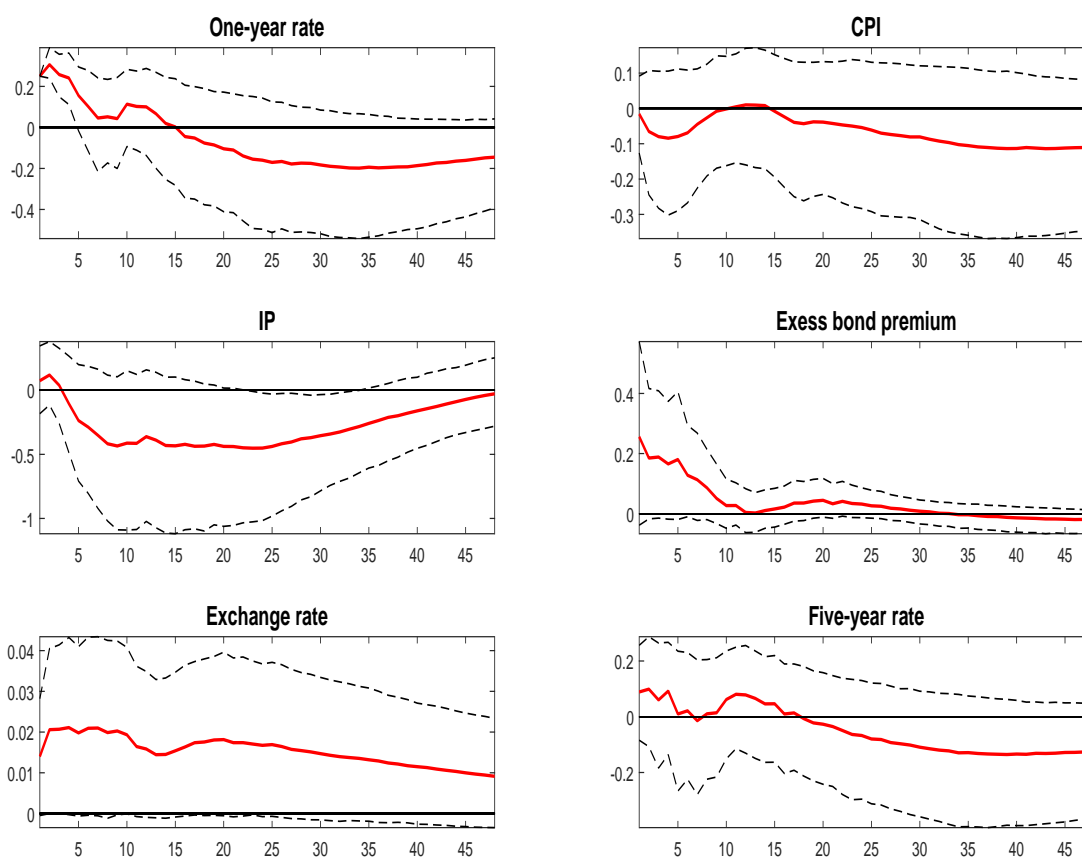 One-year rate
0.2
0
-0.2
-0.4
5 10 15 20 25 30 35 40 45
CPI
0.1
0
-0.1
-0.2
-0.3
5 10 15 20 25 30 35 40 45
IP
0
-0.5
-1
5 10 15 20 25 30 35 40 45
Exess bond premium
0.4
0.2
0
5 10 15 20 25 30 35 40 45
Exchange rate
0.04
0.03
0.02
0.01
0
5 10 15 20 25 30 35 40 45
Five-year rate
0.2
0
-0.2
5 10 15 20 25 30 35 40 45